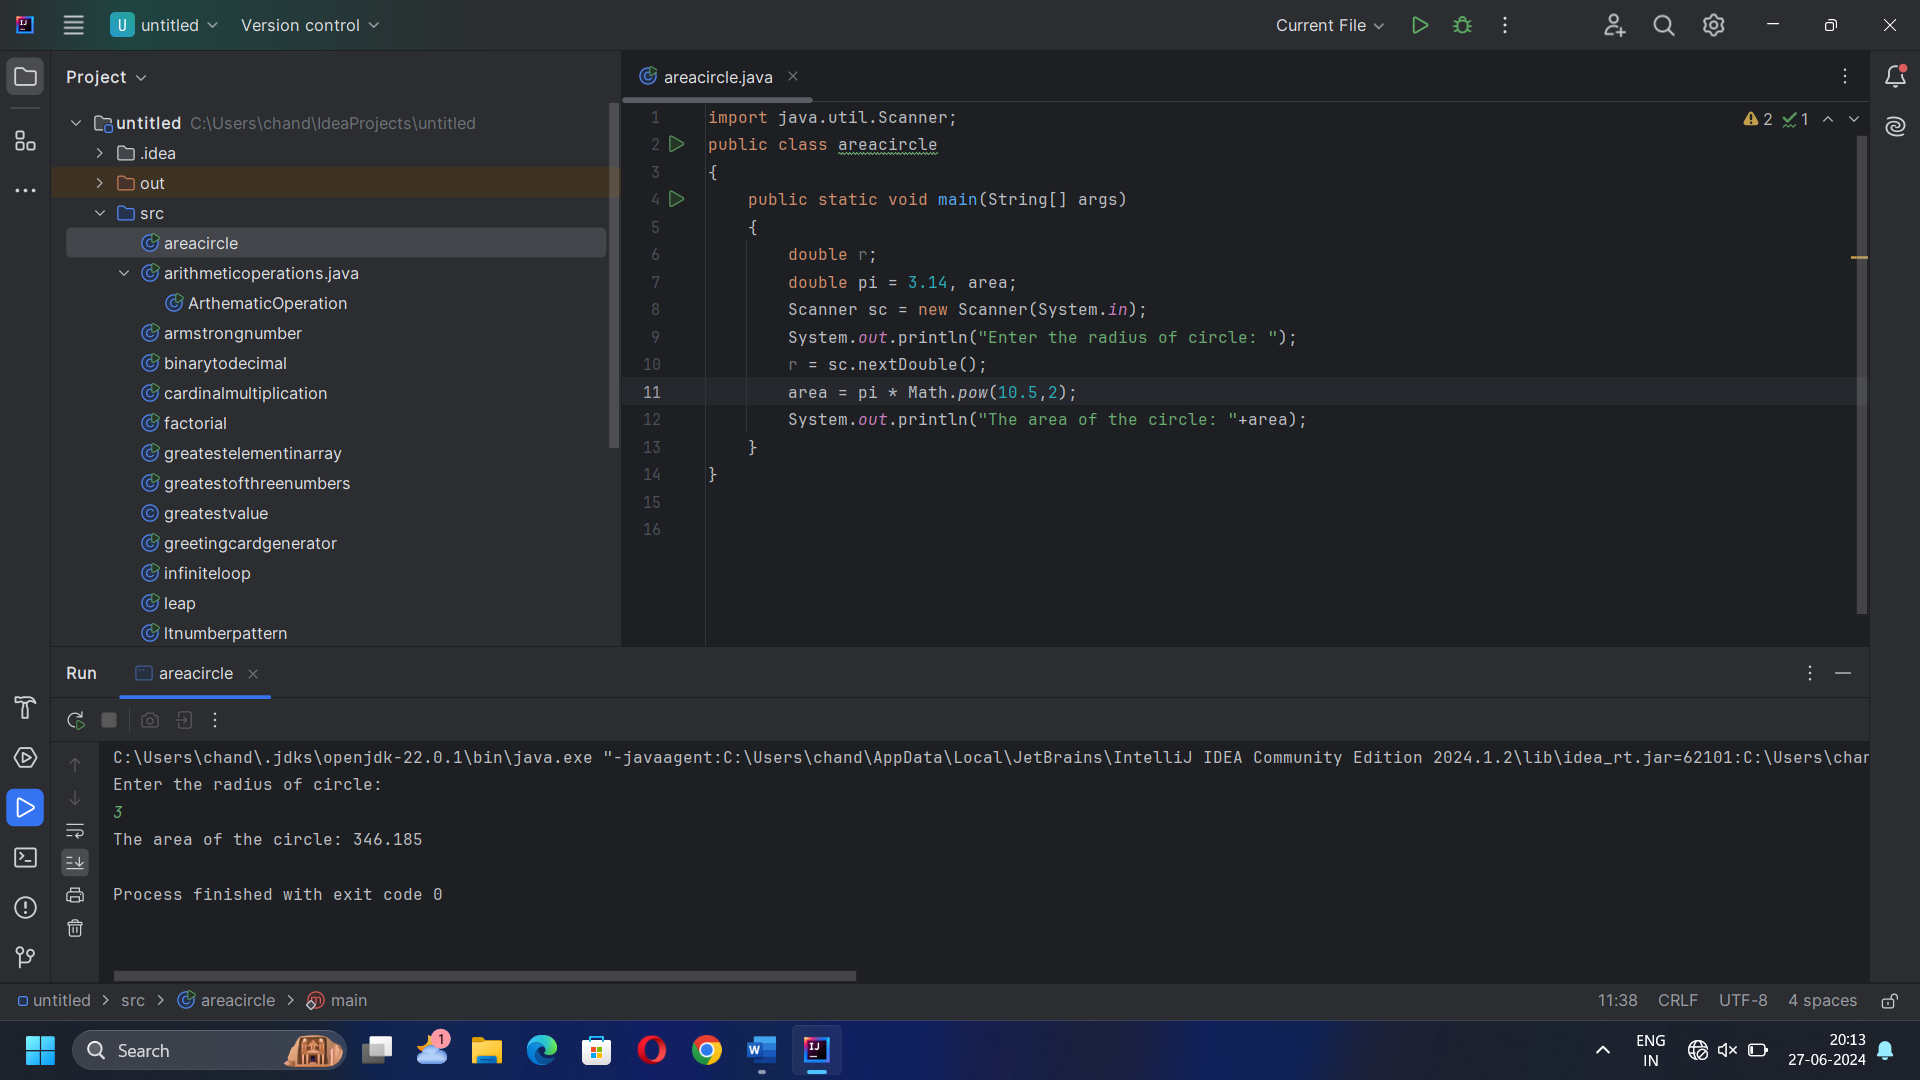 untitled
Version control
Current File
Project
untitled C:\Users\chand\IdeaProjects\untitled
.idea
out
src
areacircle
arithmeticoperations.java
ArthematicOperation
armstrongnumber
binarytodecimal
cardinalmultiplication
factorial
greatestelementinarray
greatestofthreenumbers
greatestvalue
greetingcardgenerator
infiniteloop
leap
ltnumberpattern
areacircle.java
2 1
1 import java.util.Scanner;
2 public class areacircle
3 {
4 public static void main(String[] args)
5 {
6 double r;
7 double pi = 3.14, area;
8 Scanner sc = new Scanner(System.in);
9 System.out.println("Enter the radius of circle: ");
10 r = sc.nextDouble();
11 area = pi * Math.pow(10.5,2);
12 System.out.println("The area of the circle: "+area);
13 }
14 }
15
16
Run areacircle
C:\Users\chand\.jdks\openjdk-22.0.1\bin\java.exe "-javaagent:C:\Users\chand\AppData\Local\JetBrains\IntelliJ IDEA Community Edition 2024.1.2\lib\idea_rt.jar=62101:C:\Users\char
Enter the radius of circle:
3
The area of the circle: 346.185
Process finished with exit code 0
untitled > src > areacircle > main
11:38 CRLF UTF-8 4 spaces
Search
1
ENG
IN
20:13
27-06-2024